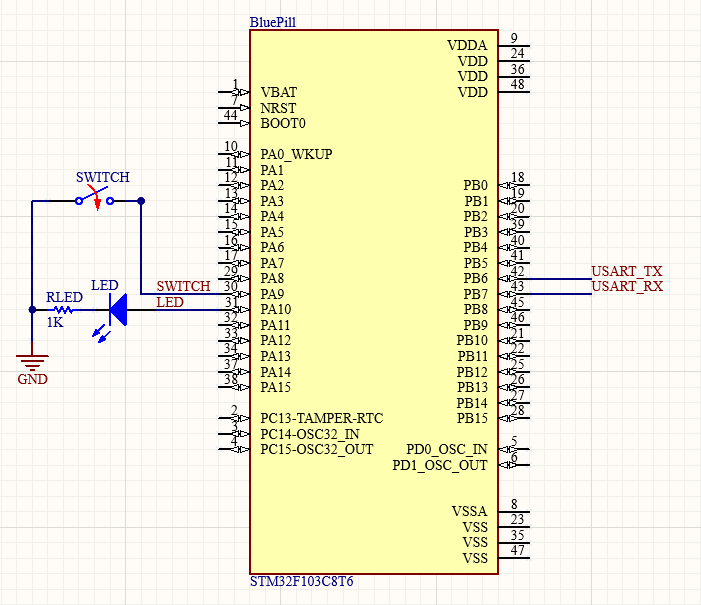 BluePill
VDDA 9
VDD 24
VDD 36
VDD 48
1 VBAT
7 NRST
44 BOOT0
10 PA0_WKUP
11 PA1
12 PA2
13 PA3
14 PA4
15 PA5
16 PA6
17 PA7
29 PA8
30 PA9
31 PA10
32 PA11
33 PA12
34 PA13
37 PA14
38 PA15
2 PC13-TAMPER-RTC
3 PC14-OSC32_IN
4 PC15-OSC32_OUT
PB0 18
PB1 19
PB2 20
PB3 39
PB4 40
PB5 41
PB6 42
PB7 43
PB8 45
PB9 46
PB10 21
PB11 22
PB12 25
PB13 26
PB14 27
PB15 28
PD0_OSC_IN 5
PD1_OSC_OUT 6
VSSA 8
VSS 23
VSS 35
VSS 47
STM32F103C8T6
SWITCH
SWITCH
LED
LED
RLED
1K
GND
USART_TX
USART_RX